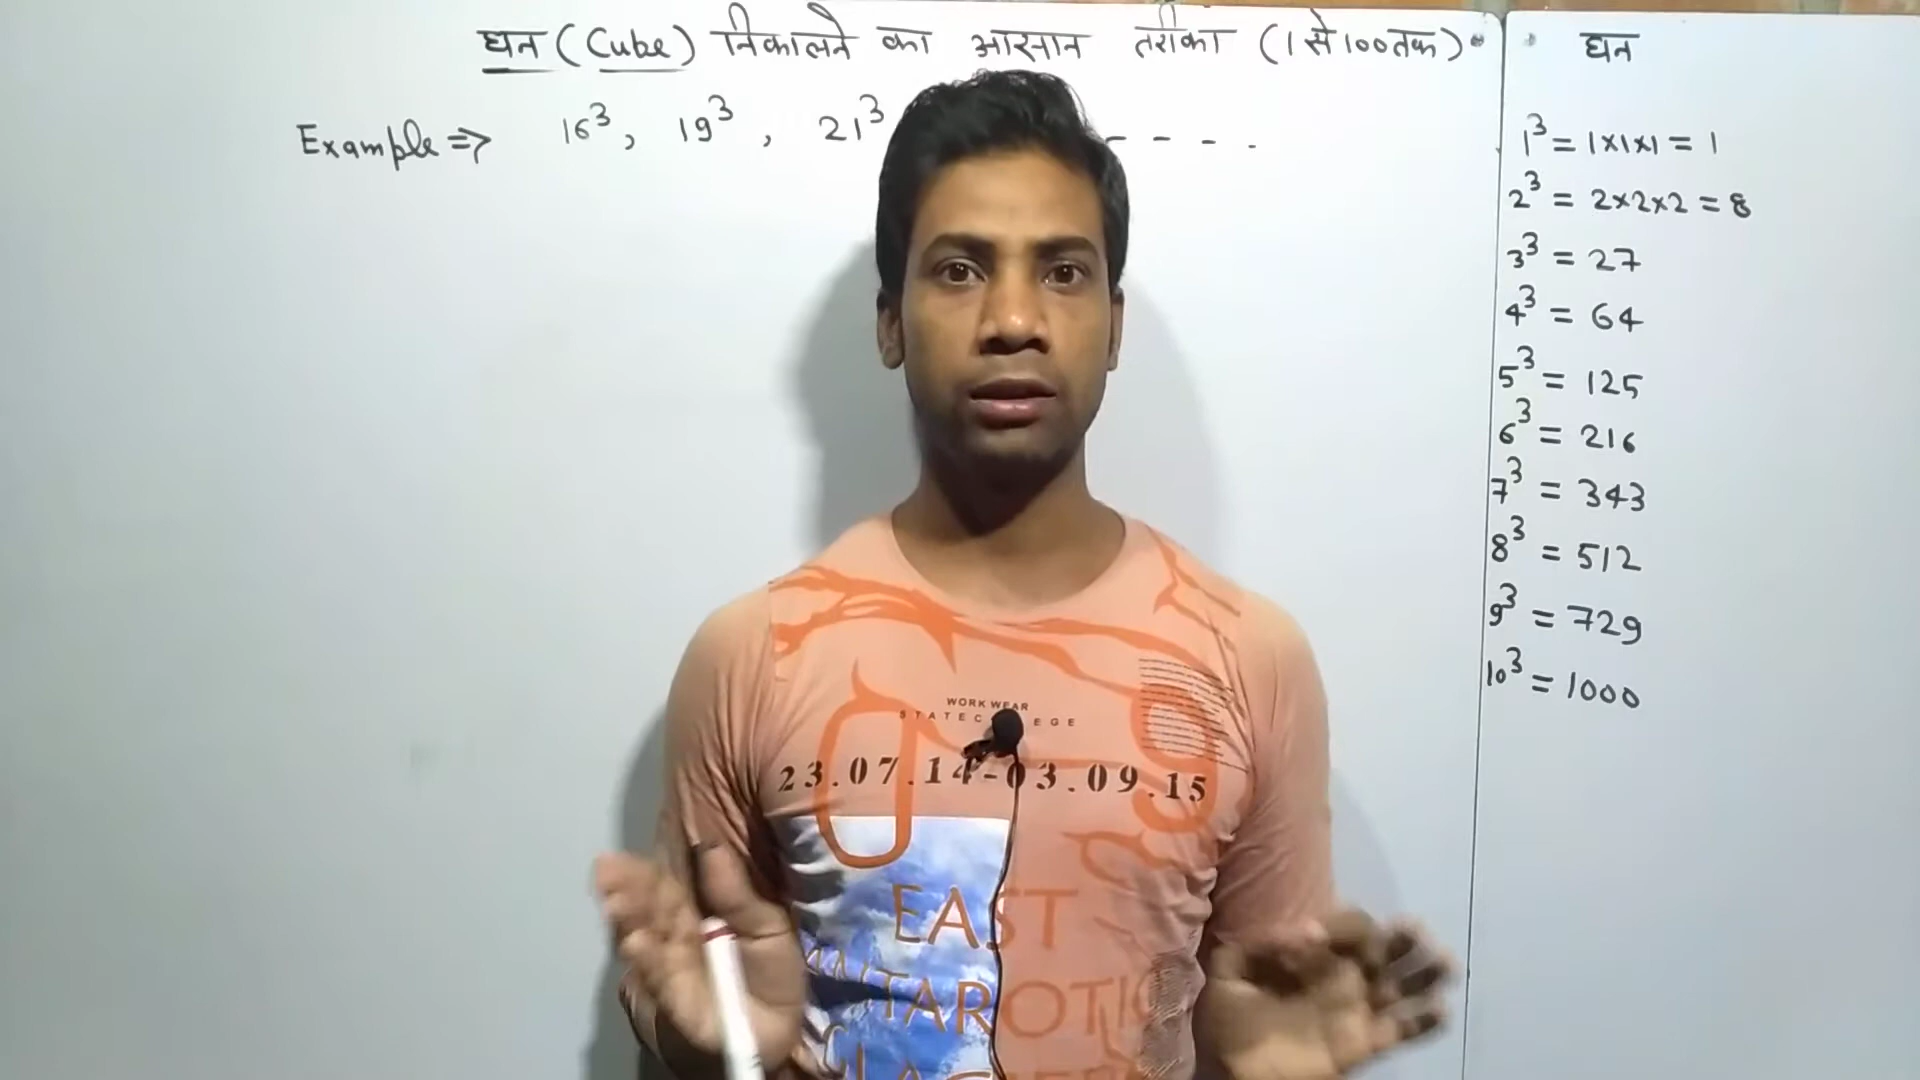 घन (Cube) निकालने का आसान तरीका (1 से 100 तक)
Example ⇒ 16³, 19³, 21³ - - - .
घन
1³ = 1×1×1 = 1
2³ = 2×2×2 = 8
3³ = 27
4³ = 64
5³ = 125
6³ = 216
7³ = 343
8³ = 512
9³ = 729
10³ = 1000
WORK WEAR
23.07.14-03.09.15
EAST